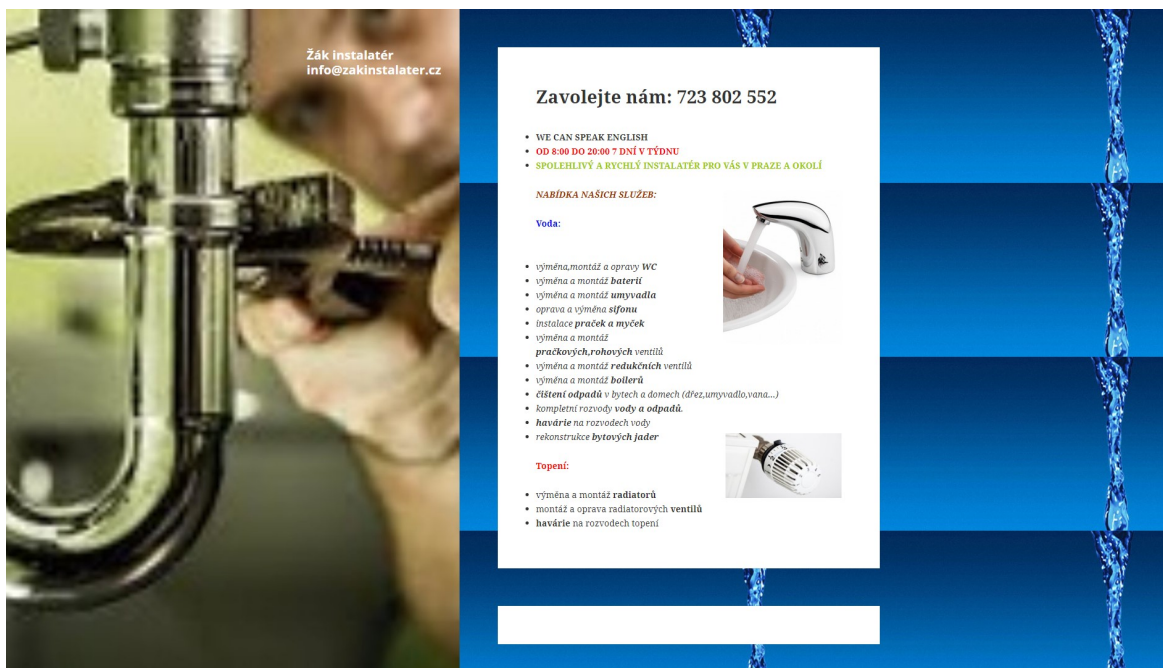 Žák instalatér
info@zakinstalater.cz
Zavolejte nám: 723 802 552
WE CAN SPEAK ENGLISH
OD 8:00 DO 20:00 7 DNÍ V TÝDNU
SPOLEHLIVÝ A RYCHLÝ INSTALATÉR PRO VÁS V PRAZE A OKOLÍ
NABÍDKA NAŠICH SLUŽEB:
Voda:
výměna,montáž a opravy WC
výměna a montáž baterií
výměna a montáž umyvadla
oprava a výměna sifonu
instalace praček a myček
výměna a montáž
pračkových,rohových ventilů
výměna a montáž redukčních ventilů
výměna a montáž boilerů
čištení odpadů v bytech a domech (dřez,umyvadlo,vana...)
kompletní rozvody vody a odpadů.
havárie na rozvodech vody
rekonstrukce bytových jader
Topení:
výměna a montáž radiatorů
montáž a oprava radiatorových ventilů
havárie na rozvodech topení